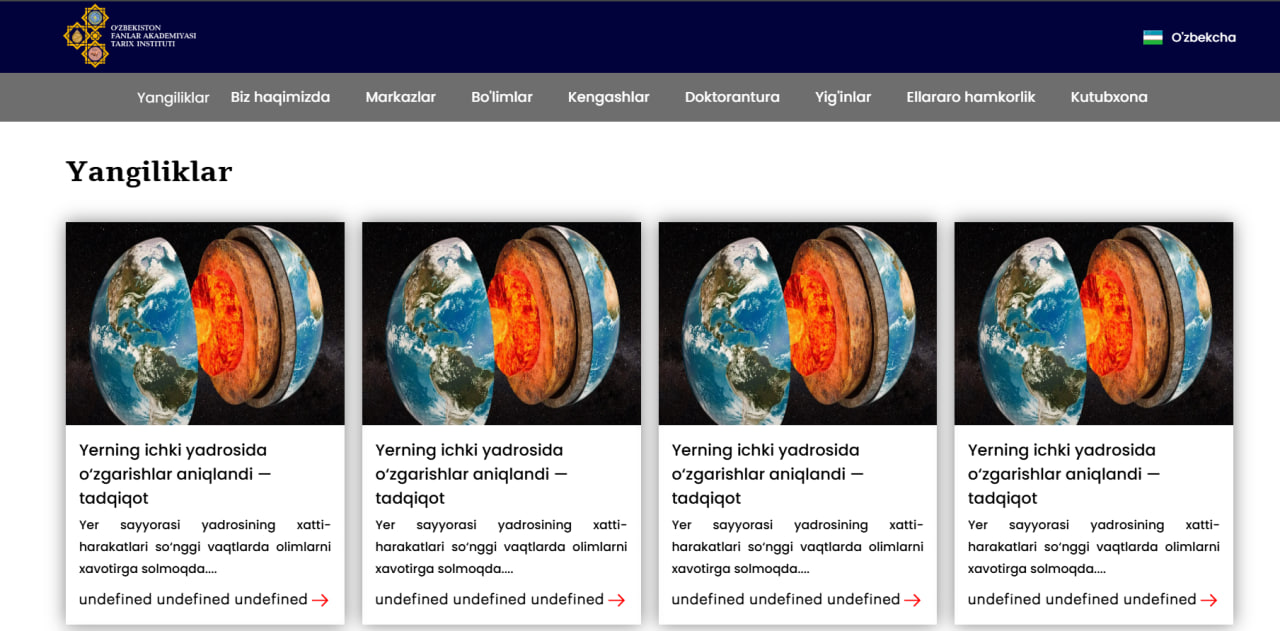 O'ZBEKISTON
FANLAR AKADEMIYASI
TARIX INSTITUTI
O'zbekcha
Yangiliklar Biz haqimizda Markazlar Bo'limlar Kengashlar Doktorantura Yig'inlar Ellararo hamkorlik Kutubxona
Yangiliklar
Yerning ichki yadrosida
o‘zgarishlar aniqlandi —
tadqiqot
Yer sayyorasi yadrosining xatti-
harakatlari so‘nggi vaqtlarda olimlarni
xavotirga solmoqda....
undefined undefined undefined
Yerning ichki yadrosida
o‘zgarishlar aniqlandi —
tadqiqot
Yer sayyorasi yadrosining xatti-
harakatlari so‘nggi vaqtlarda olimlarni
xavotirga solmoqda....
undefined undefined undefined
Yerning ichki yadrosida
o‘zgarishlar aniqlandi —
tadqiqot
Yer sayyorasi yadrosining xatti-
harakatlari so‘nggi vaqtlarda olimlarni
xavotirga solmoqda....
undefined undefined undefined
Yerning ichki yadrosida
o‘zgarishlar aniqlandi —
tadqiqot
Yer sayyorasi yadrosining xatti-
harakatlari so‘nggi vaqtlarda olimlarni
xavotirga solmoqda....
undefined undefined undefined